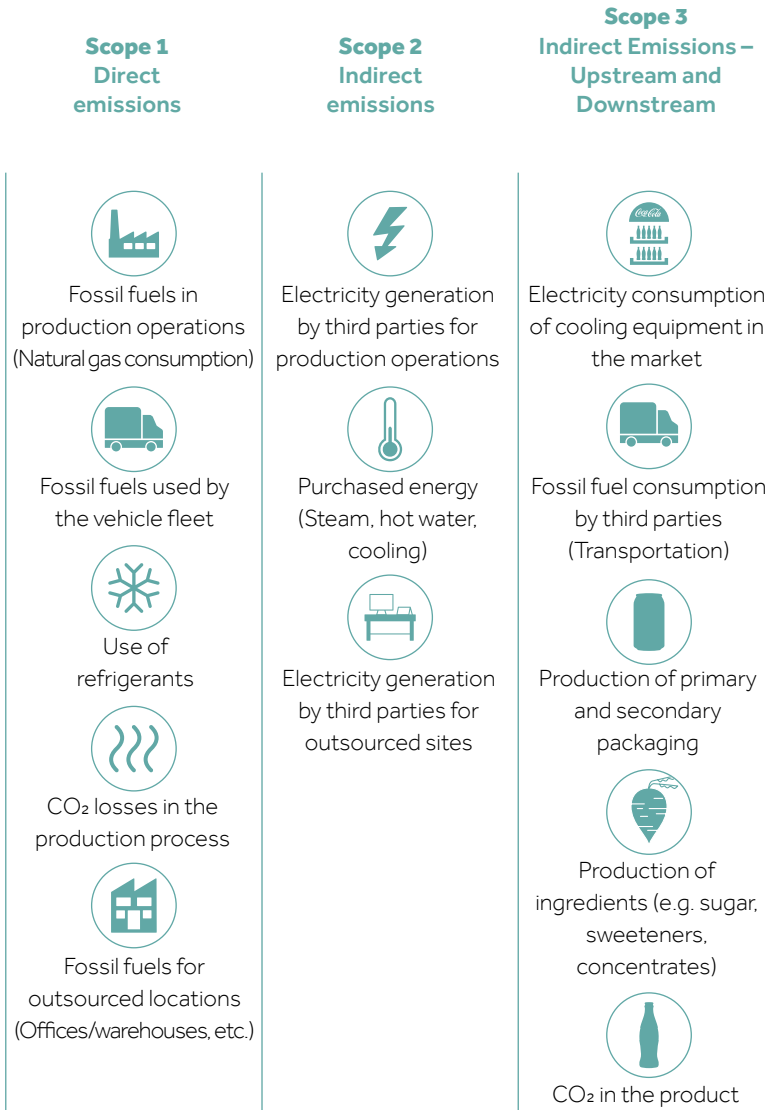 Scope 1
Direct
emissions
Fossil fuels in
production operations
(Natural gas consumption)
Fossil fuels used by
the vehicle fleet
Use of
refrigerants
CO₂ losses in the
production process
Fossil fuels for
outsourced locations
(Offices/warehouses, etc.)
Scope 2
Indirect
emissions
Electricity generation
by third parties for
production operations
Purchased energy
(Steam, hot water,
cooling)
Electricity generation
by third parties for
outsourced sites
Scope 3
Indirect Emissions –
Upstream and
Downstream
Coca-Cola
Electricity consumption
of cooling equipment in
the market
Fossil fuel consumption
by third parties
(Transportation)
Production of primary
and secondary
packaging
Production of
ingredients (e.g. sugar,
sweeteners,
concentrates)
CO₂ in the product